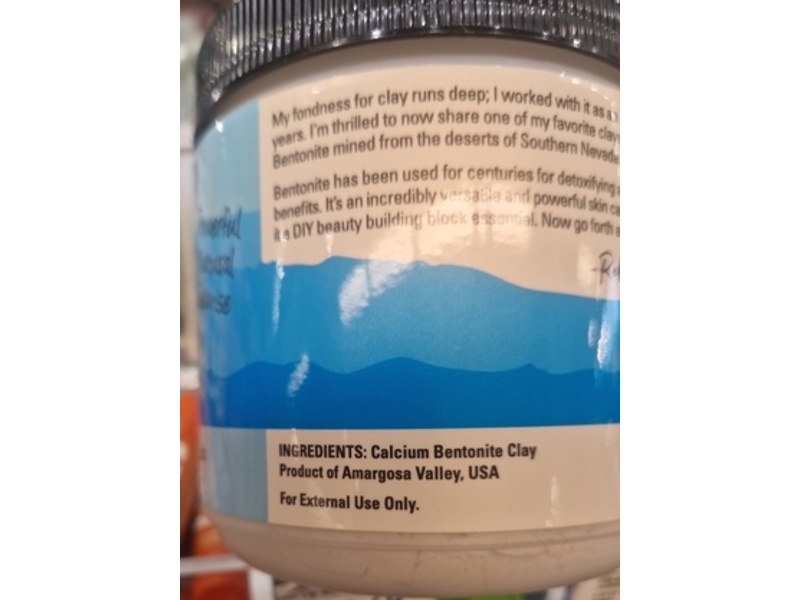 My fondness for clay runs deep; I worked with it as
years. I'm thrilled to now share one of my favorite
Bentonite mined from the deserts of Southern
Bentonite has been used for centuries for detoxifying
benefits. It's an incredibly versatile and powerful skin
a DIY beauty building block essential. Now go forth
Powerful
INGREDIENTS: Calcium Bentonite Clay
Product of Amargosa Valley, USA
For External Use Only.